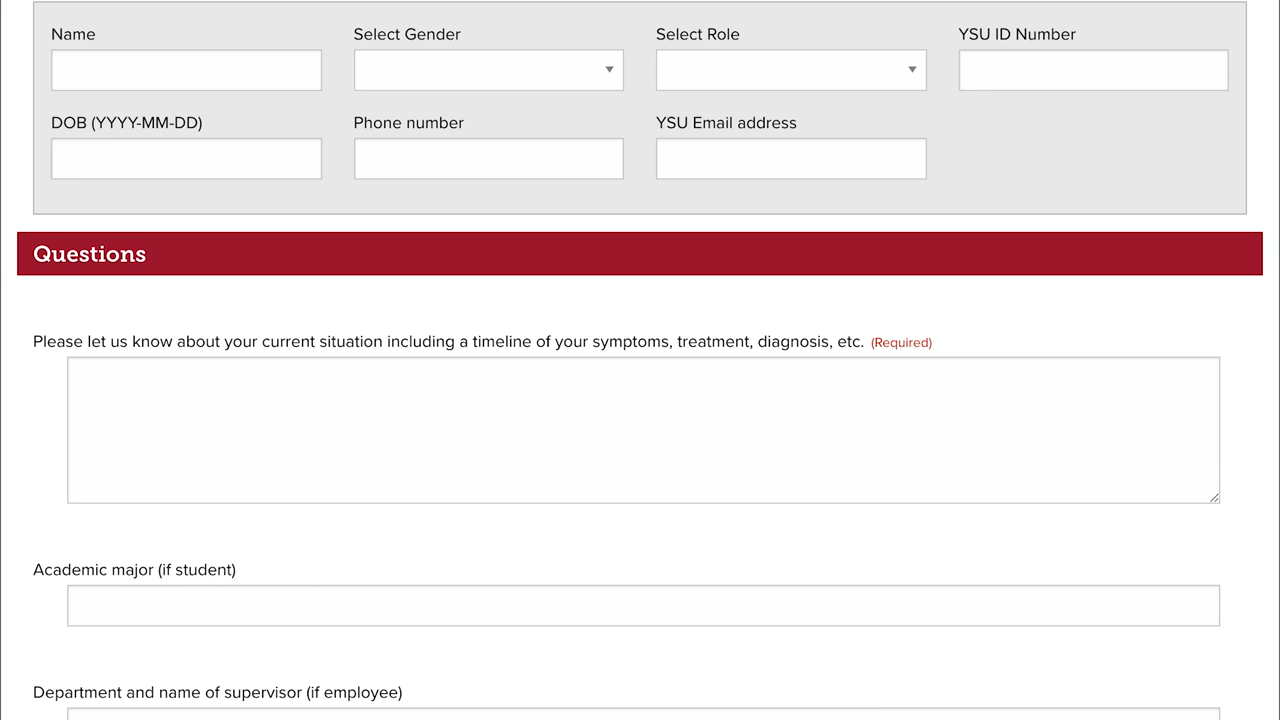 Name
Select Gender
Select Role
YSU ID Number
DOB (YYYY-MM-DD)
Phone number
YSU Email address
Questions
Please let us know about your current situation including a timeline of your symptoms, treatment, diagnosis, etc. (Required)
Academic major (if student)
Department and name of supervisor (if employee)